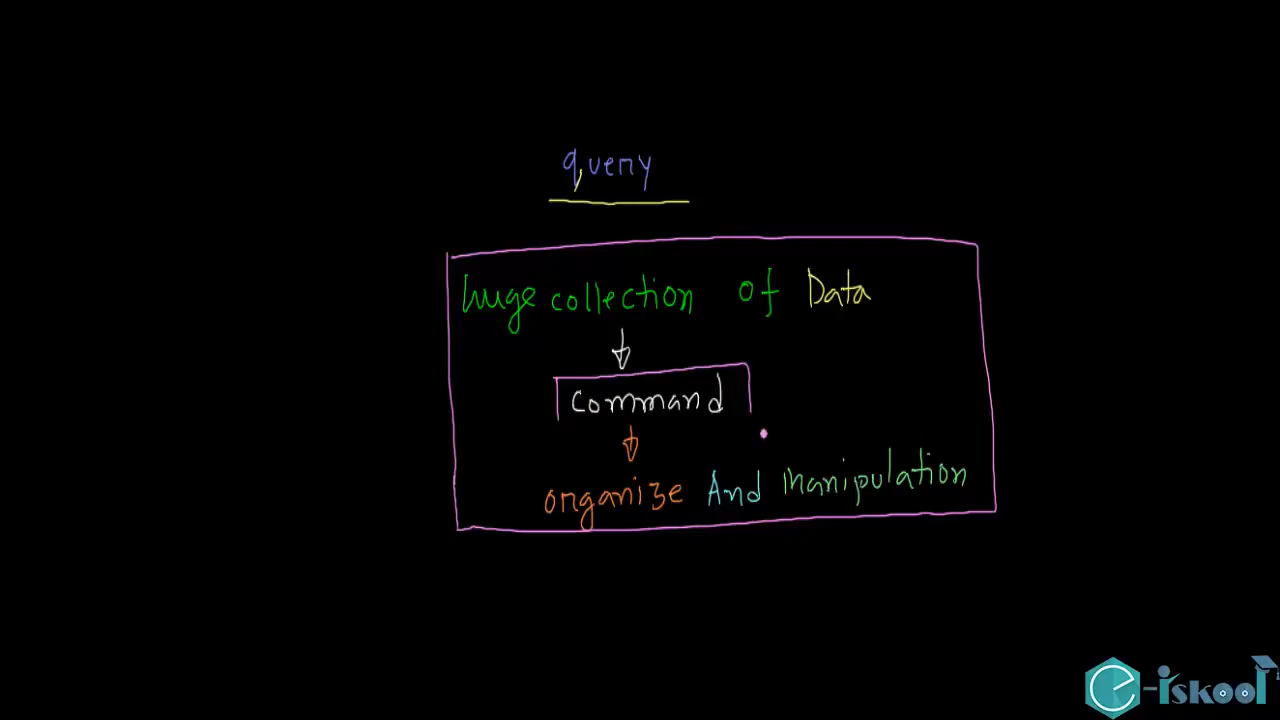 query
huge collection of Data
command
organize And manipulation
e-iskool